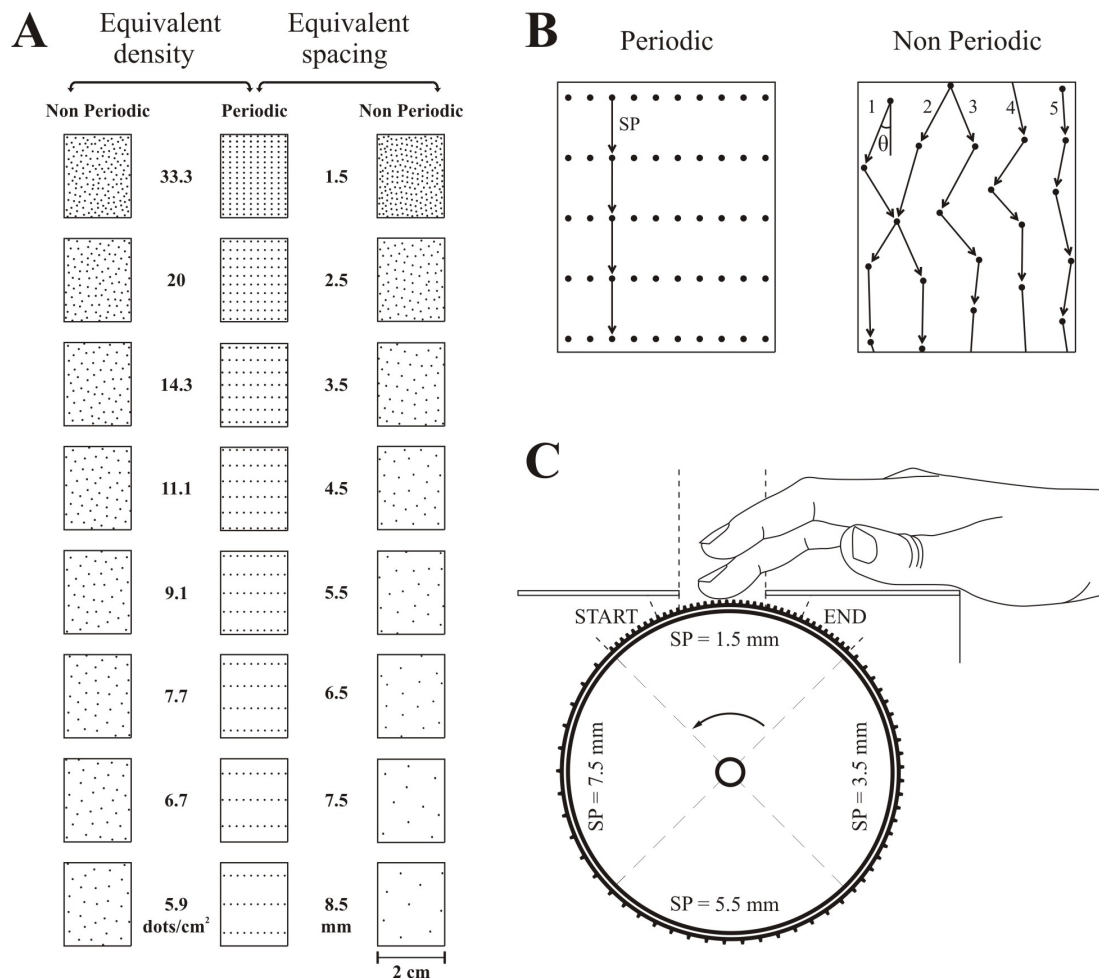 A
Equivalent density
Equivalent spacing
Non Periodic Periodic Non Periodic
33.3 1.5
20 2.5
14.3 3.5
11.1 4.5
9.1 5.5
7.7 6.5
6.7 7.5
5.9 dots/cm² 8.5 mm
2 cm
B
Periodic
Non Periodic
SP
1 2 3 4 5
θ
C
START END
SP = 1.5 mm
SP = 7.5 mm
SP = 3.5 mm
SP = 5.5 mm